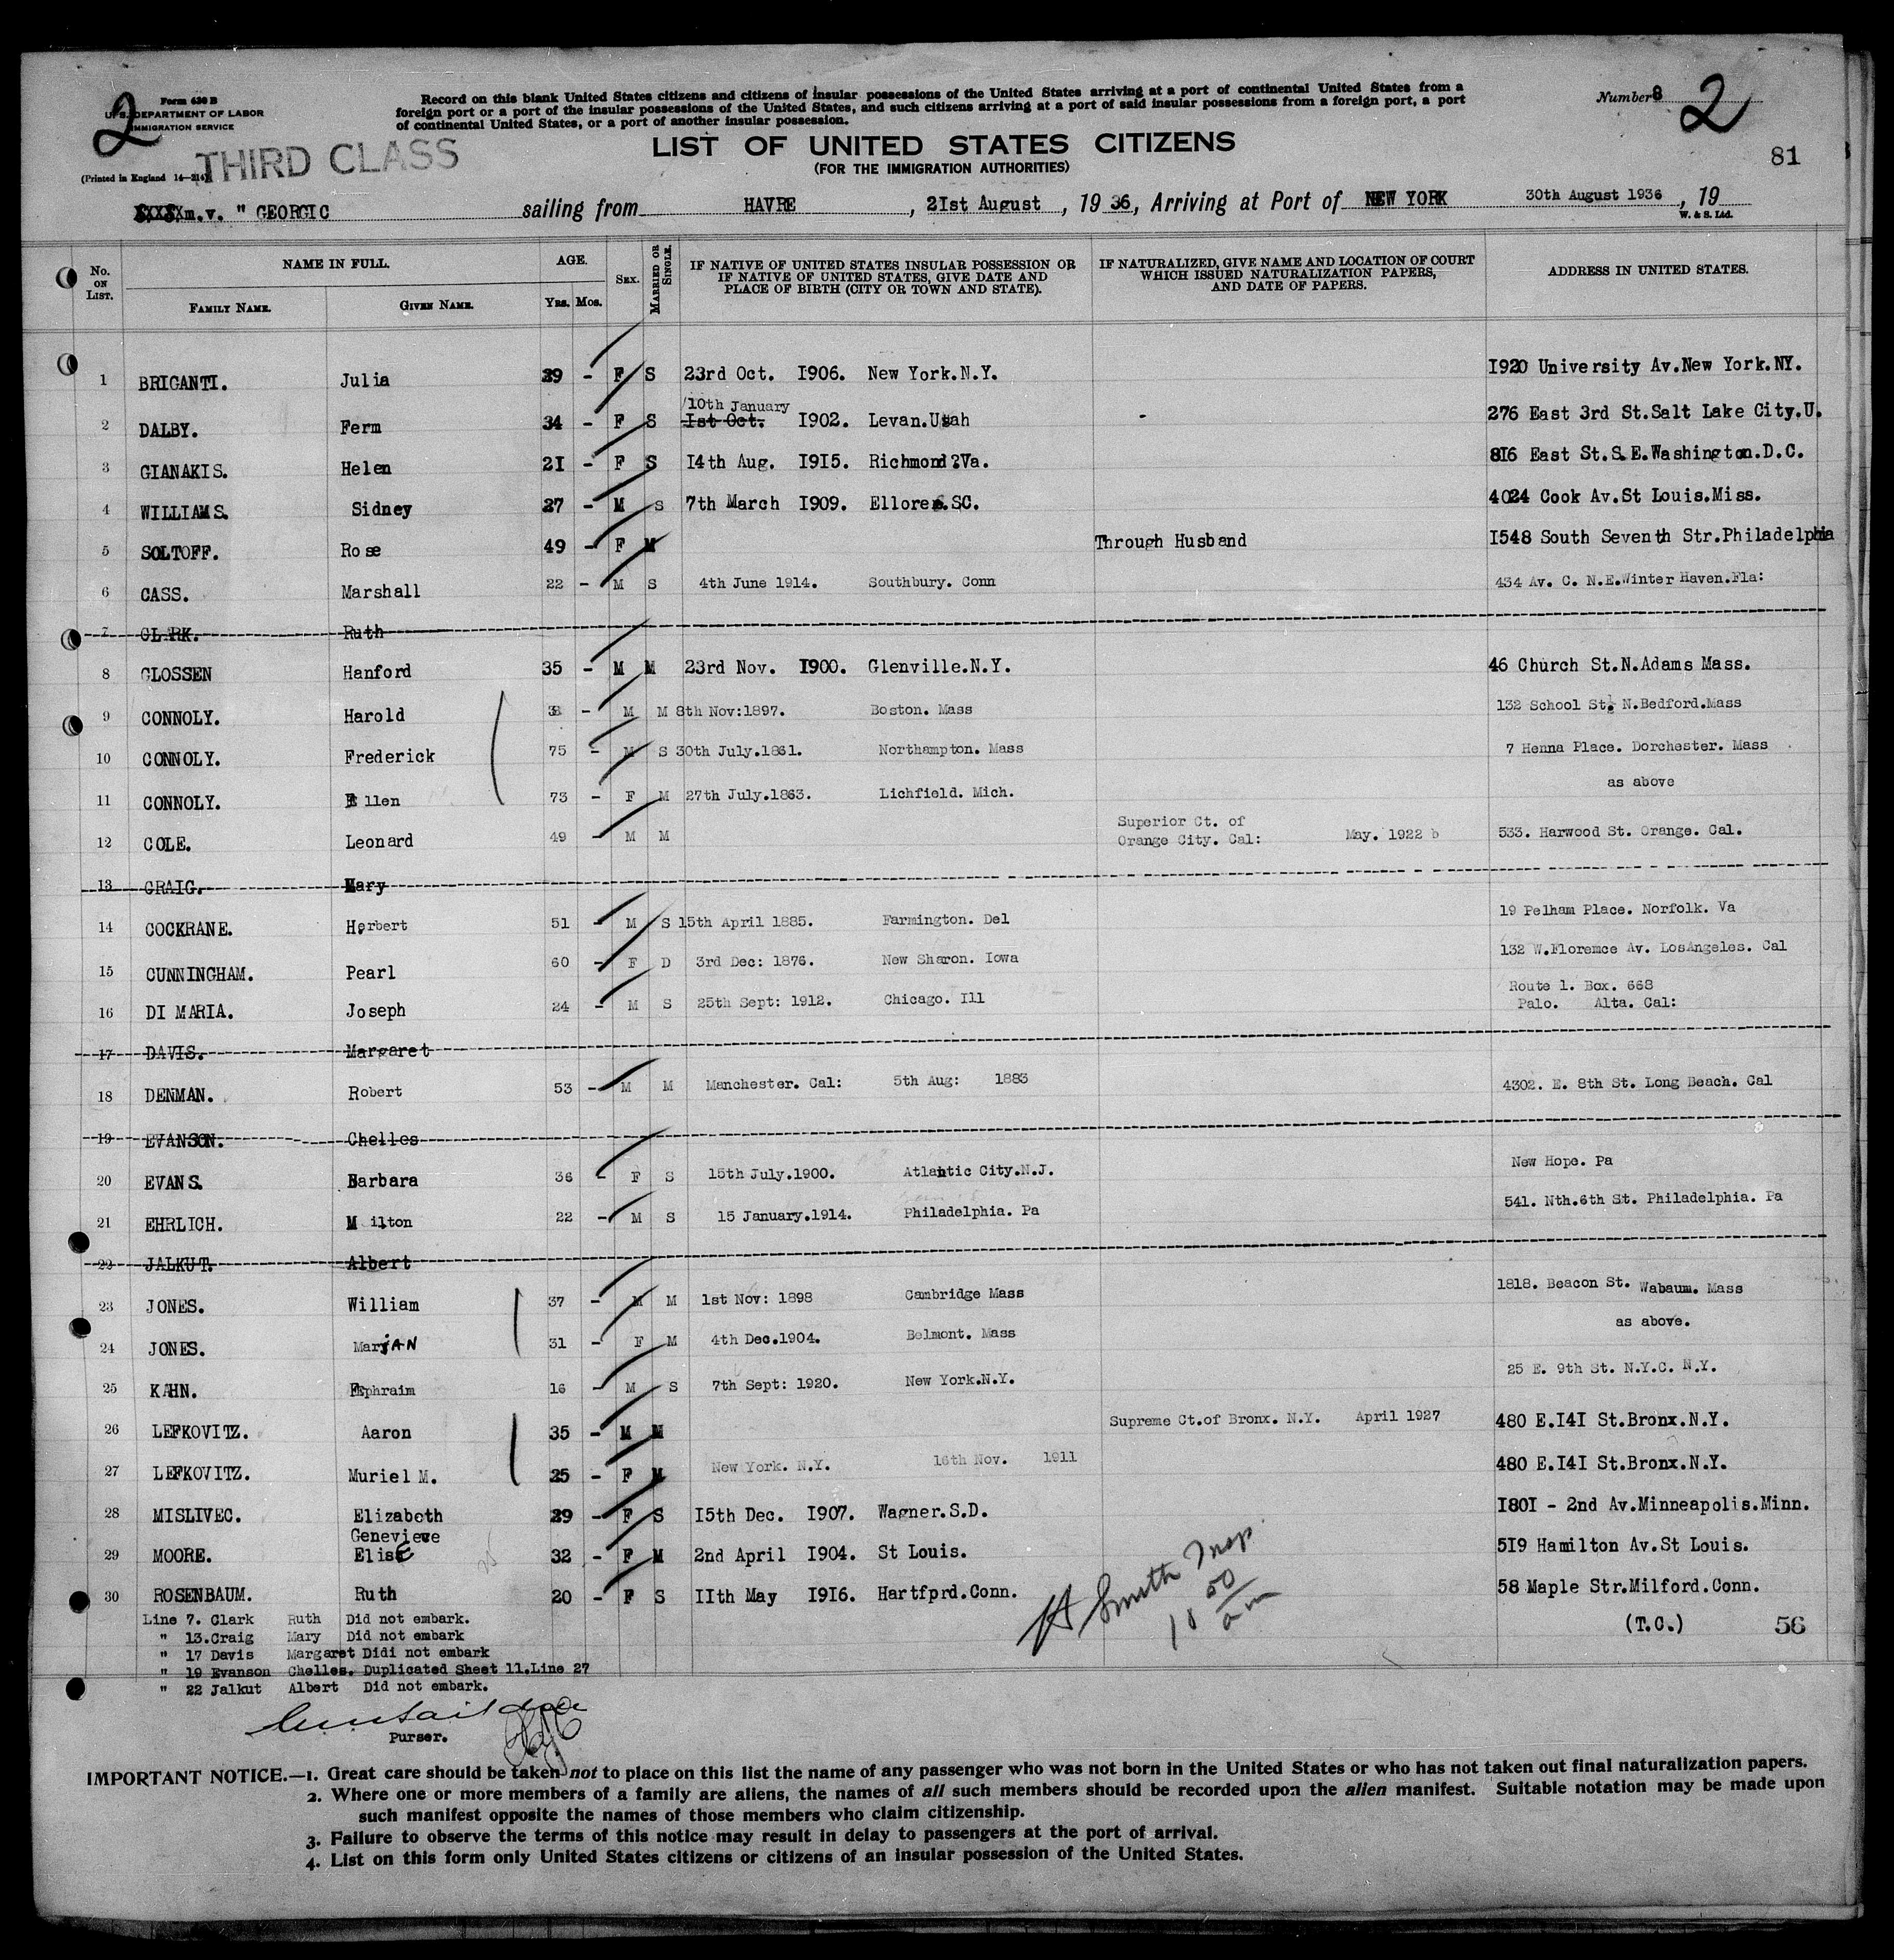 2
Form 630 B
U. S. DEPARTMENT OF LABOR
IMMIGRATION SERVICE
(Printed in England 14—214)
THIRD CLASS
Record on this blank United States citizens and citizens of insular possessions of the United States arriving at a port of continental United States from a
foreign port or a port of the insular possessions of the United States, and such citizens arriving at a port of said insular possessions from a foreign port, a port
of continental United States, or a port of another insular possession.
LIST OF UNITED STATES CITIZENS
(FOR THE IMMIGRATION AUTHORITIES)
Number 8
2
81
m.v. " GEORGIC sailing from HAVRE, 21st August, 19 36, Arriving at Port of NEW YORK 30th August 1936, 19
W. & S. Ltd.
No. ON LIST. NAME IN FULL. FAMILY NAME. GIVEN NAME. AGE. YRS. MOS. SEX. MARRIED OR SINGLE.
IF NATIVE OF UNITED STATES INSULAR POSSESSION OR
IF NATIVE OF UNITED STATES, GIVE DATE AND
PLACE OF BIRTH (CITY OR TOWN AND STATE).
IF NATURALIZED, GIVE NAME AND LOCATION OF COURT
WHICH ISSUED NATURALIZATION PAPERS,
AND DATE OF PAPERS.
ADDRESS IN UNITED STATES.
1 BRIGANTI. Julia 29 - F S 23rd Oct. 1906. New York.N.Y. 1920 University Av.New York.NY.
10th January
2 DALBY. Ferm 34 - F S 1st Oct. 1902. Levan.Utah - 276 East 3rd St.Salt Lake City.U.
3 GIANAKIS. Helen 21 - F S 14th Aug. 1915. Richmond?Va. 816 East St.S.E.Washington.D.C.
4 WILLIAMS. Sidney 27 - M S 7th March 1909. Ellore.SC. 4024 Cook Av.St Louis.Miss.
5 SOLTOFF. Rose 49 - F M Through Husband 1548 South Seventh Str.Philadelphia
6 CASS. Marshall 22 - M S 4th June 1914. Southbury. Conn 434 Av. C. N.E.Winter Haven.Fla:
7 CLARK. Ruth
8 CLOSSEN Hanford 35 - M M 23rd Nov. 1900. Glenville.N.Y. 46 Church St.N.Adams Mass.
9 CONNOLY. Harold 38 - M M 8th Nov:1897. Boston. Mass 132 School St. N.Bedford.Mass
10 CONNOLY. Frederick 75 - M S 30th July.1861. Northampton. Mass 7 Henna Place. Dorchester. Mass
11 CONNOLY. Ellen 73 - F M 27th July.1863. Lichfield. Mich. as above
12 COLE. Leonard 49 - M M Superior Ct. of
Orange City. Cal: May. 1922 533. Harwood St. Orange. Cal.
13 CRAIG. Mary
14 COCKRANE. Herbert 51 - M S 15th April 1885. Farmington. Del 19 Pelham Place. Norfolk. Va
15 CUNNINGHAM. Pearl 60 - F D 3rd Dec: 1876. New Sharon. Iowa 132 W.Floremce Av. LosAngeles. Cal
16 DI MARIA. Joseph 24 - M S 25th Sept: 1912. Chicago. Ill Route 1. Box. 668
Palo. Alta. Cal:
17 DAVIS. Margaret
18 DENMAN. Robert 53 - M M Manchester. Cal: 5th Aug: 1883 4302. E. 8th St. Long Beach. Cal
19 EVANSON. Chelles
20 EVANS. Barbara 36 - F S 15th July.1900. Atlantic City.N.J. New Hope. Pa
21 EHRLICH. Milton 22 - M S 15 January.1914. Philadelphia. Pa 541. Nth.6th St. Philadelphia. Pa
22 JALKUT. Albert
23 JONES. William 37 - M M 1st Nov: 1898 Cambridge Mass 1818. Beacon St. Wabaum. Mass
24 JONES. Marjan 31 - F M 4th Dec.1904. Belmont. Mass as above.
25 KAHN. Ephraim 16 - M S 7th Sept: 1920. New York.N.Y. 25 E. 9th St. N.Y.C. N.Y.
26 LEFKOVITZ. Aaron 35 - M M Supreme Ct.of Bronx. N.Y. April 1927 480 E.141 St.Bronx.N.Y.
27 LEFKOVITZ. Muriel M. 25 - F M New York. N.Y. 16th Nov. 1911 480 E.141 St.Bronx.N.Y.
28 MISLIVEC. Elizabeth 29 - F S 15th Dec. 1907. Wagner.S.D. 1801 - 2nd Av.Minneapolis.Minn.
Genevieve
29 MOORE. Elise 32 - F M 2nd April 1904. St Louis. 519 Hamilton Av.St Louis.
30 ROSENBAUM. Ruth 20 - F S 11th May 1916. Hartfprd.Conn. 58 Maple Str.Milford.Conn.
Line 7. Clark Ruth Did not embark.
" 13.Craig Mary Did not embark
" 17 Davis Margaret Didi not embark
" 19 Evanson Chelles. Duplicated Sheet 11.Line 27
" 22 Jalkut Albert Did not embark.
Smith Insp
10 50
am
(T.C.) 56
Purser.
IMPORTANT NOTICE.—1. Great care should be taken not to place on this list the name of any passenger who was not born in the United States or who has not taken out final naturalization papers.
2. Where one or more members of a family are aliens, the names of all such members should be recorded upon the alien manifest. Suitable notation may be made upon
such manifest opposite the names of those members who claim citizenship.
3. Failure to observe the terms of this notice may result in delay to passengers at the port of arrival.
4. List on this form only United States citizens or citizens of an insular possession of the United States.